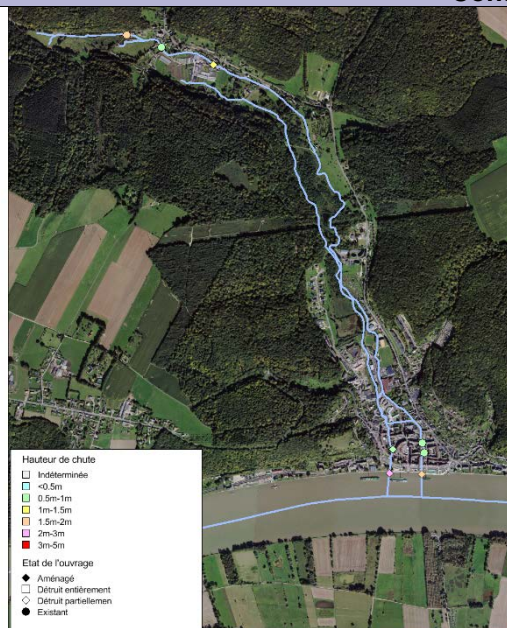 Hauteur de chute
Indéterminée
<0.5m
0.5m-1m
1m-1.5m
1.5m-2m
2m-3m
3m-5m
Etat de l'ouvrage
Aménagé
Détruit entièrement
Détruit partiellemen
Existant